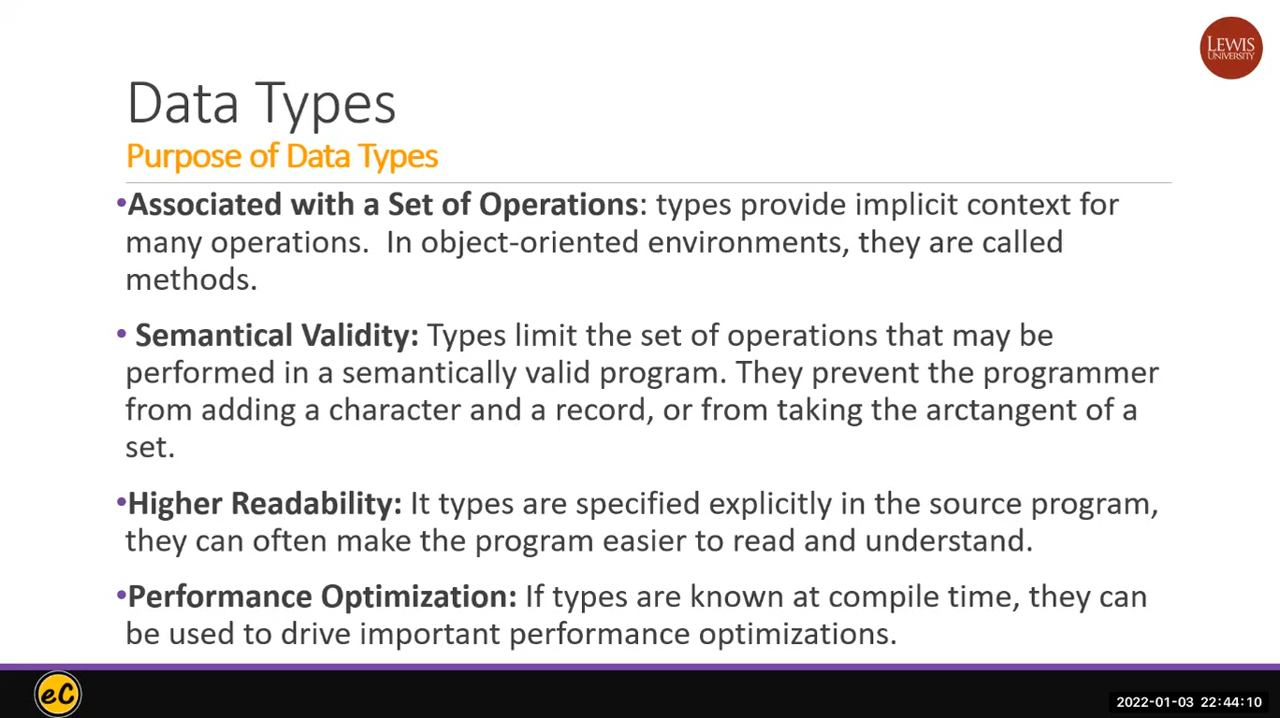 LEWIS
UNIVERSITY
Data Types
Purpose of Data Types
•Associated with a Set of Operations: types provide implicit context for
many operations.  In object-oriented environments, they are called
methods.
• Semantical Validity: Types limit the set of operations that may be
performed in a semantically valid program. They prevent the programmer
from adding a character and a record, or from taking the arctangent of a
set.
•Higher Readability: It types are specified explicitly in the source program,
they can often make the program easier to read and understand.
•Performance Optimization: If types are known at compile time, they can
be used to drive important performance optimizations.
eC
2022-01-03 22:44:10